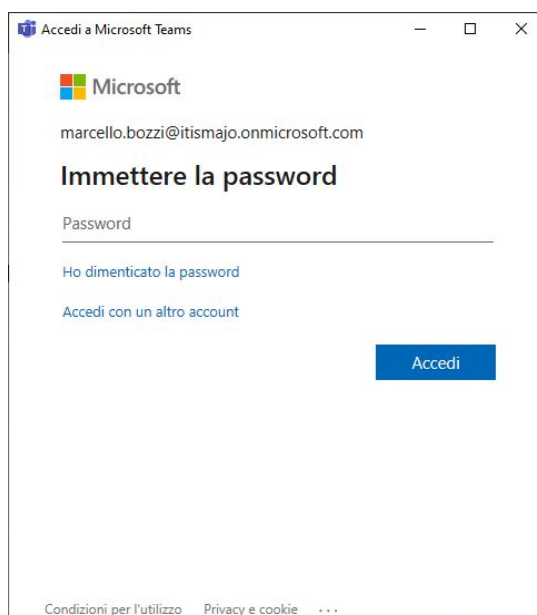 Accedi a Microsoft Teams
Microsoft
marcello.bozzi@itismajo.onmicrosoft.com
Immettere la password
Password
Ho dimenticato la password
Accedi con un altro account
Accedi
Condizioni per l'utilizzo Privacy e cookie ...